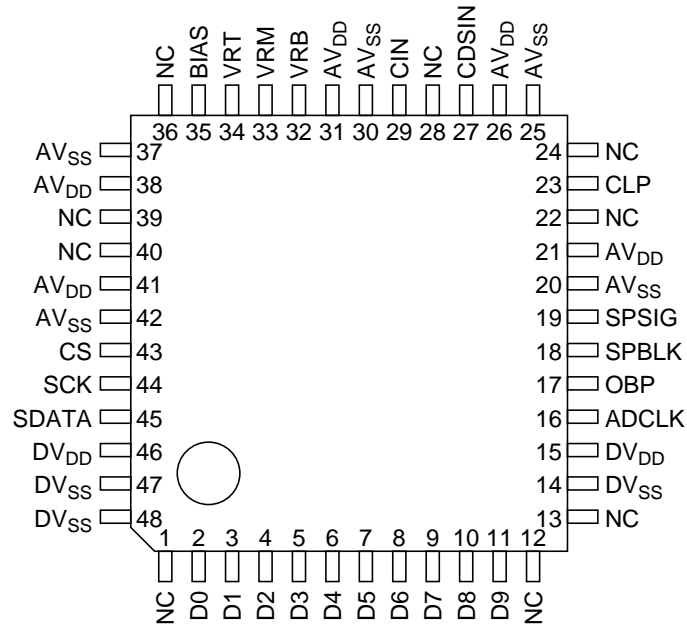 NC BIAS VRT VRM VRB AVDD AVSS CIN NC CDSIN AVDD AVSS
36 35 34 33 32 31 30 29 28 27 26 25
AVSS 37 24 NC
AVDD 38 23 CLP
NC 39 22 NC
NC 40 21 AVDD
AVDD 41 20 AVSS
AVSS 42 19 SPSIG
CS 43 18 SPBLK
SCK 44 17 OBP
SDATA 45 16 ADCLK
DVDD 46 15 DVDD
DVSS 47 14 DVSS
DVSS 48 13 NC
1 2 3 4 5 6 7 8 9 10 11 12
NC D0 D1 D2 D3 D4 D5 D6 D7 D8 D9 NC